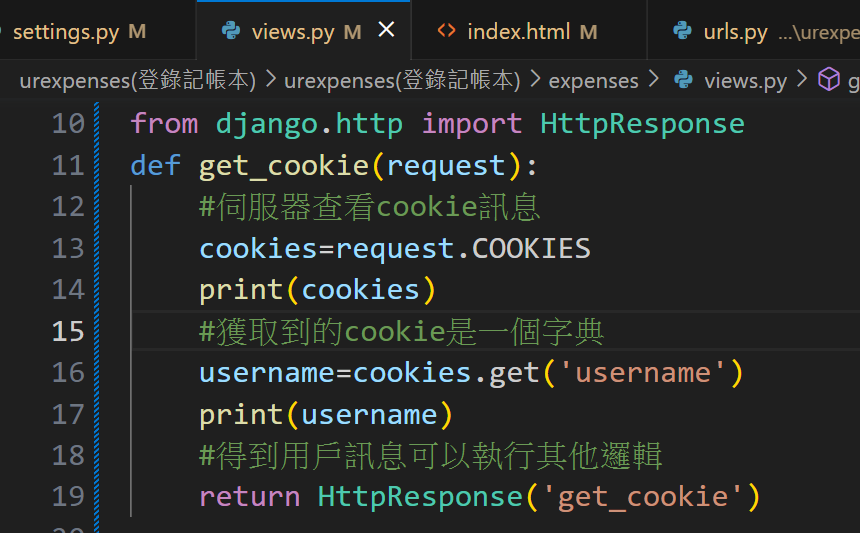 settings.py M views.py M index.html M urls.py ...\urexpe
urexpenses(登錄記帳本) > urexpenses(登錄記帳本) > expenses > views.py > g
10 from django.http import HttpResponse
11 def get_cookie(request):
12 #伺服器查看cookie訊息
13 cookies=request.COOKIES
14 print(cookies)
15 #獲取到的cookie是一個字典
16 username=cookies.get('username')
17 print(username)
18 #得到用戶訊息可以執行其他邏輯
19 return HttpResponse('get_cookie')